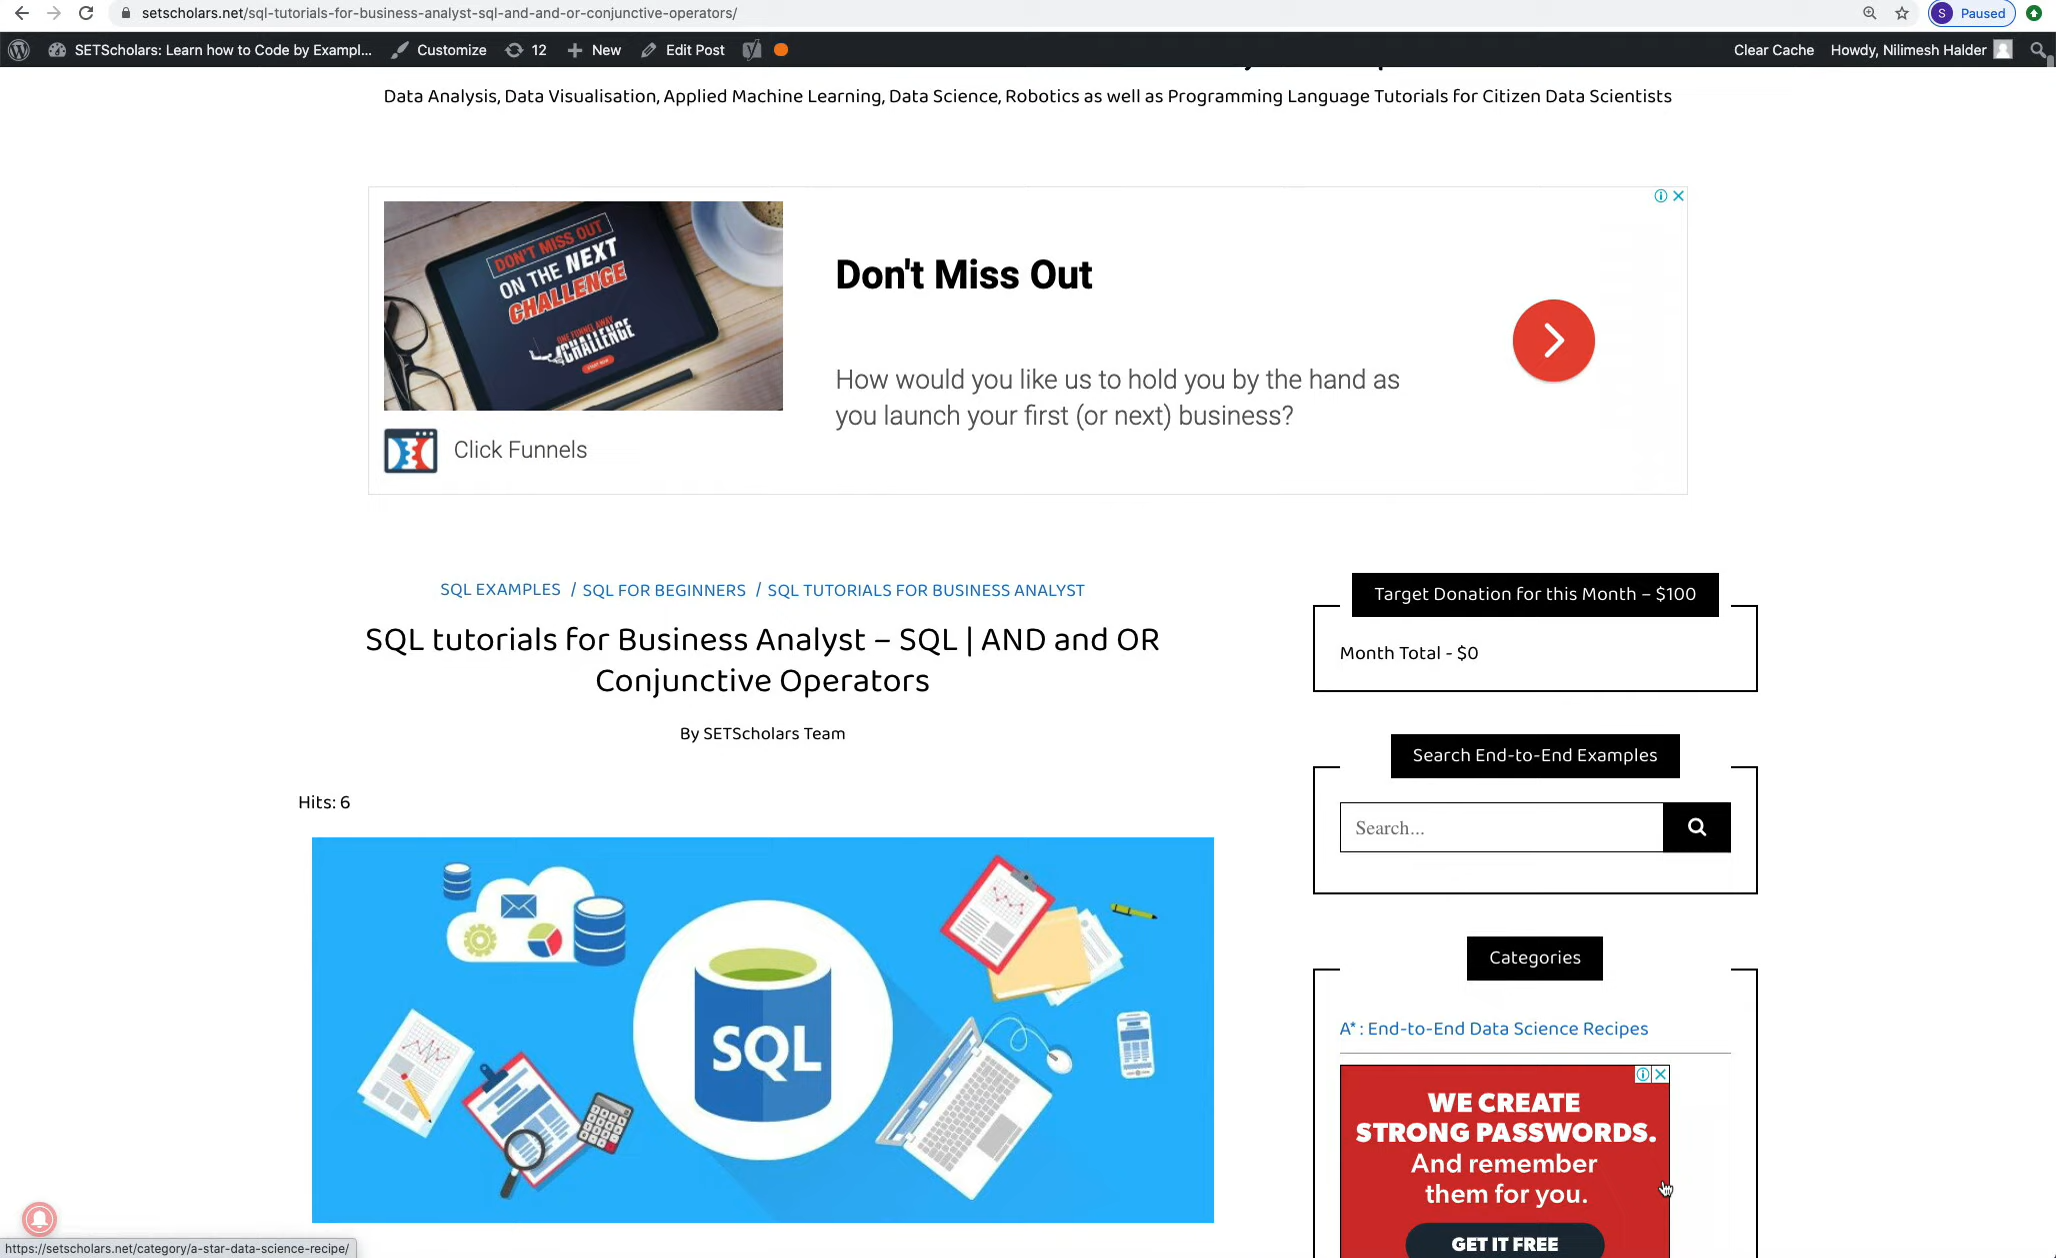 setscholars.net/sql-tutorials-for-business-analyst-sql-and-and-or-conjunctive-operators/
S Paused
SETScholars: Learn how to Code by Exampl... Customize 12 New Edit Post Clear Cache Howdy, Nilimesh Halder
Data Analysis, Data Visualisation, Applied Machine Learning, Data Science, Robotics as well as Programming Language Tutorials for Citizen Data Scientists
DON'T MISS OUT
ON THE NEXT
CHALLENGE
ONE FUNNEL AWAY
CHALLENGE
START NOW
Don't Miss Out
How would you like us to hold you by the hand as
you launch your first (or next) business?
Click Funnels
SQL EXAMPLES / SQL FOR BEGINNERS / SQL TUTORIALS FOR BUSINESS ANALYST
SQL tutorials for Business Analyst – SQL | AND and OR
Conjunctive Operators
By SETScholars Team
Hits: 6
SQL
Target Donation for this Month – $100
Month Total - $0
Search End-to-End Examples
Search...
Categories
A* : End-to-End Data Science Recipes
WE CREATE
STRONG PASSWORDS.
And remember
them for you.
GET IT FREE
https://setscholars.net/category/a-star-data-science-recipe/